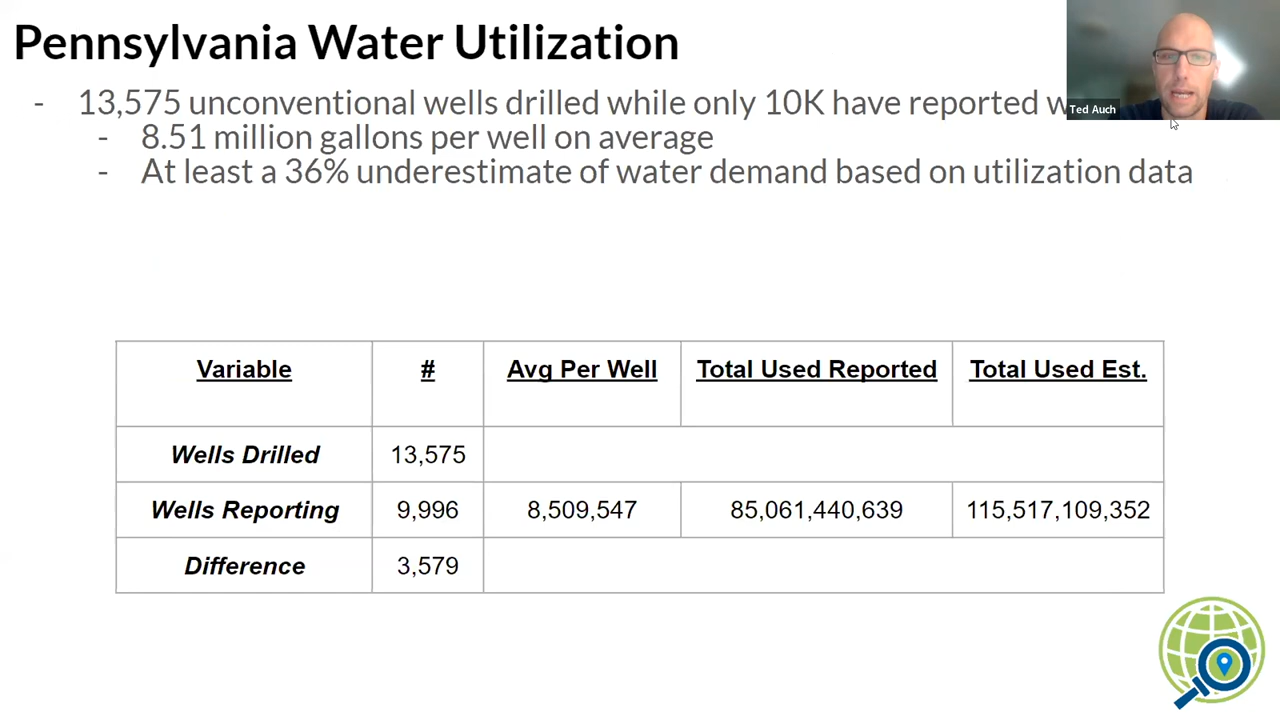 Pennsylvania Water Utilization
- 13,575 unconventional wells drilled while only 10K have reported
- 8.51 million gallons per well on average
- At least a 36% underestimate of water demand based on utilization data
Ted Auch
Variable # Avg Per Well Total Used Reported Total Used Est.
Wells Drilled 13,575
Wells Reporting 9,996 8,509,547 85,061,440,639 115,517,109,352
Difference 3,579